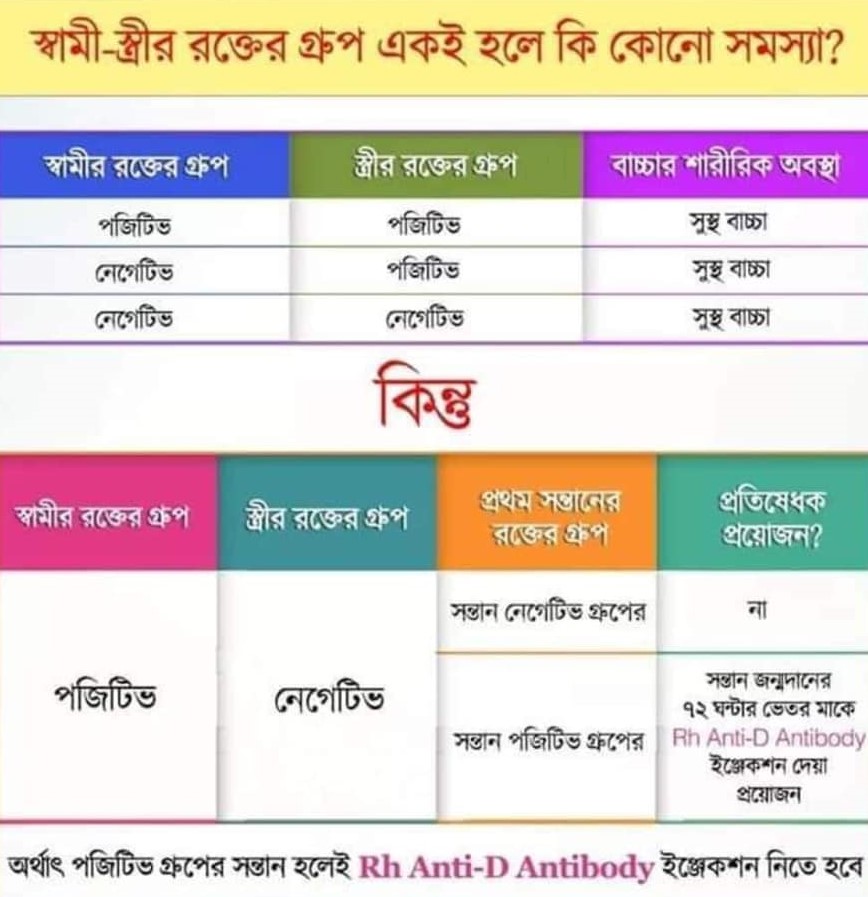 স্বামী-স্ত্রীর রক্তের গ্রুপ একই হলে কি কোনো সমস্যা?
স্বামীর রক্তের গ্রুপ স্ত্রীর রক্তের গ্রুপ বাচ্চার শারীরিক অবস্থা
পজিটিভ পজিটিভ সুস্থ বাচ্চা
নেগেটিভ পজিটিভ সুস্থ বাচ্চা
নেগেটিভ নেগেটিভ সুস্থ বাচ্চা
কিন্তু
স্বামীর রক্তের গ্রুপ
স্ত্রীর রক্তের গ্রুপ
প্রথম সন্তানের
রক্তের গ্রুপ
প্রতিষেধক
প্রয়োজন?
পজিটিভ
নেগেটিভ
সন্তান নেগেটিভ গ্রুপের
না
সন্তান পজিটিভ গ্রুপের
সন্তান জন্মদানের
৭২ ঘন্টার ভেতর মাকে
Rh Anti-D Antibody
ইঞ্জেকশন দেয়া
প্রয়োজন
অর্থাৎ পজিটিভ গ্রুপের সন্তান হলেই Rh Anti-D Antibody ইঞ্জেকশন নিতে হবে